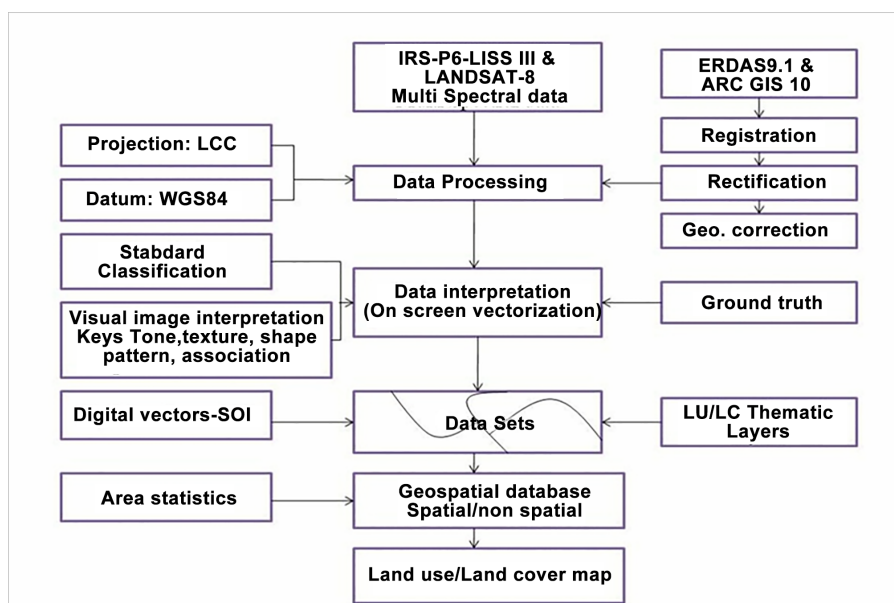 IRS-P6-LISS III &
LANDSAT-8
Multi Spectral data
ERDAS9.1 &
ARC GIS 10
Registration
Projection: LCC
Data Processing
Rectification
Datum: WGS84
Geo. correction
Stabdard
Classification
Data interpretation
(On screen vectorization)
Ground truth
Visual image interpretation
Keys Tone,texture, shape
pattern, association
Digital vectors-SOI
Data Sets
LU/LC Thematic
Layers
Area statistics
Geospatial database
Spatial/non spatial
Land use/Land cover map